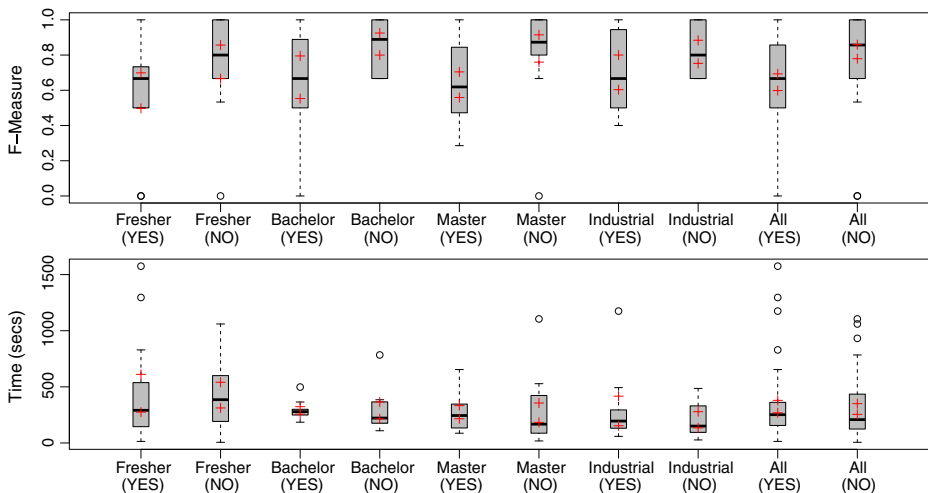 F−Measure
1.0
0.8
0.6
0.4
0.2
0.0
Fresher Fresher Bachelor Bachelor Master Master Industrial Industrial All All
(YES) (NO) (YES) (NO) (YES) (NO) (YES) (NO) (YES) (NO)
Time (secs)
1500
1000
500
0
Fresher Fresher Bachelor Bachelor Master Master Industrial Industrial All All
(YES) (NO) (YES) (NO) (YES) (NO) (YES) (NO) (YES) (NO)